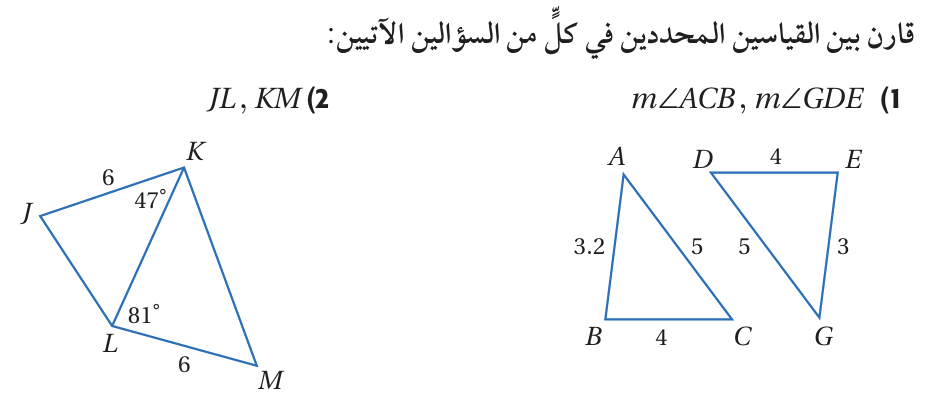 قارن بين القياسين المحددين في كلٍّ من السؤالين الآتيين:
1) m∠ACB, m∠GDE
A
D
4
E
3.2
5
5
3
B
4
C
G
2) JL, KM
K
6
47°
J
81°
L
6
M